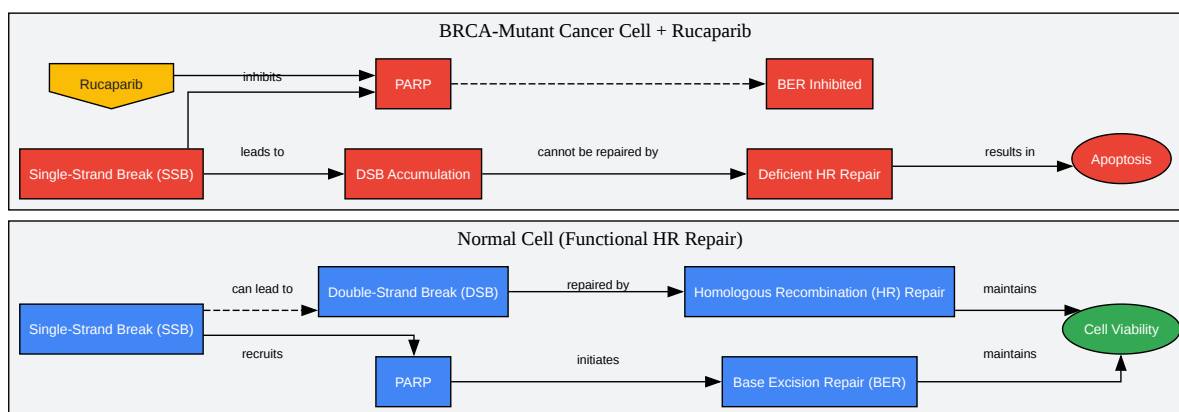 BRCA-Mutant Cancer Cell + Rucaparib
Rucaparib
inhibits
PARP
BER Inhibited
Single-Strand Break (SSB)
leads to
DSB Accumulation
cannot be repaired by
Deficient HR Repair
results in
Apoptosis
Normal Cell (Functional HR Repair)
Single-Strand Break (SSB)
can lead to
Double-Strand Break (DSB)
repaired by
Homologous Recombination (HR) Repair
maintains
Cell Viability
recruits
PARP
initiates
Base Excision Repair (BER)
maintains